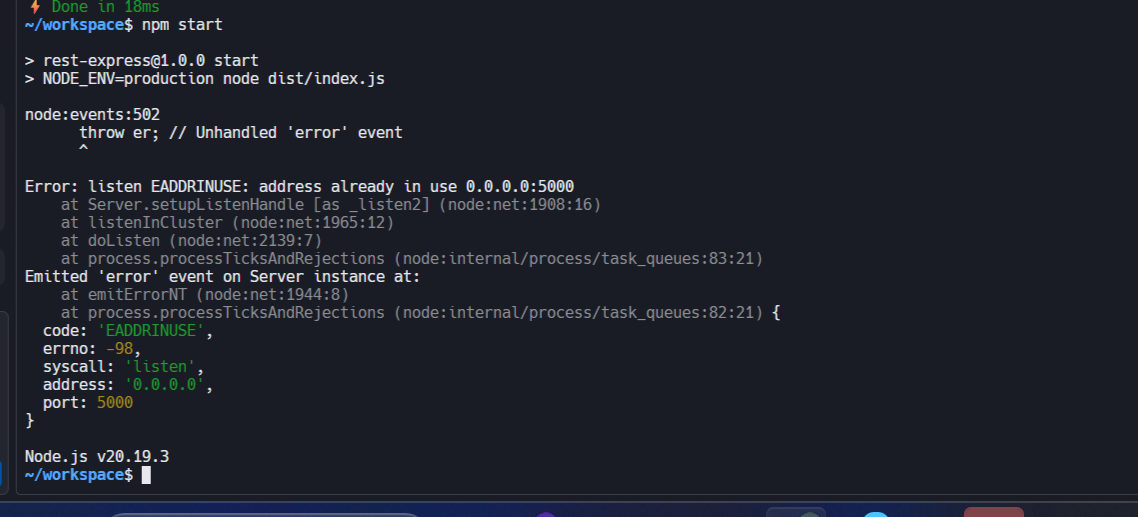 ⚡ Done in 18ms
~/workspace$ npm start

> rest-express@1.0.0 start
> NODE_ENV=production node dist/index.js

node:events:502
      throw er; // Unhandled 'error' event
      ^

Error: listen EADDRINUSE: address already in use 0.0.0.0:5000
    at Server.setupListenHandle [as _listen2] (node:net:1908:16)
    at listenInCluster (node:net:1965:12)
    at doListen (node:net:2139:7)
    at process.processTicksAndRejections (node:internal/process/task_queues:83:21)
Emitted 'error' event on Server instance at:
    at emitErrorNT (node:net:1944:8)
    at process.processTicksAndRejections (node:internal/process/task_queues:82:21) {
  code: 'EADDRINUSE',
  errno: -98,
  syscall: 'listen',
  address: '0.0.0.0',
  port: 5000
}

Node.js v20.19.3
~/workspace$